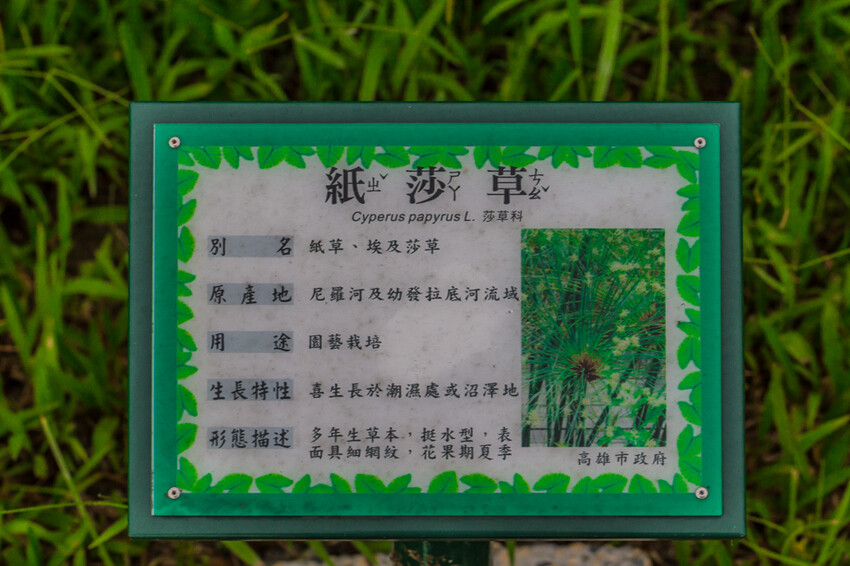 紙ㄓˇ莎ㄕㄚ草ㄘㄠˇ
Cyperus papyrus L. 莎草科
別名 紙草、埃及莎草
原產地 尼羅河及幼發拉底河流域
用途 園藝栽培
生長特性 喜生長於潮濕處或沼澤地
形態描述 多年生草本，挺水型，表
面具細網紋，花果期夏季
高雄市政府